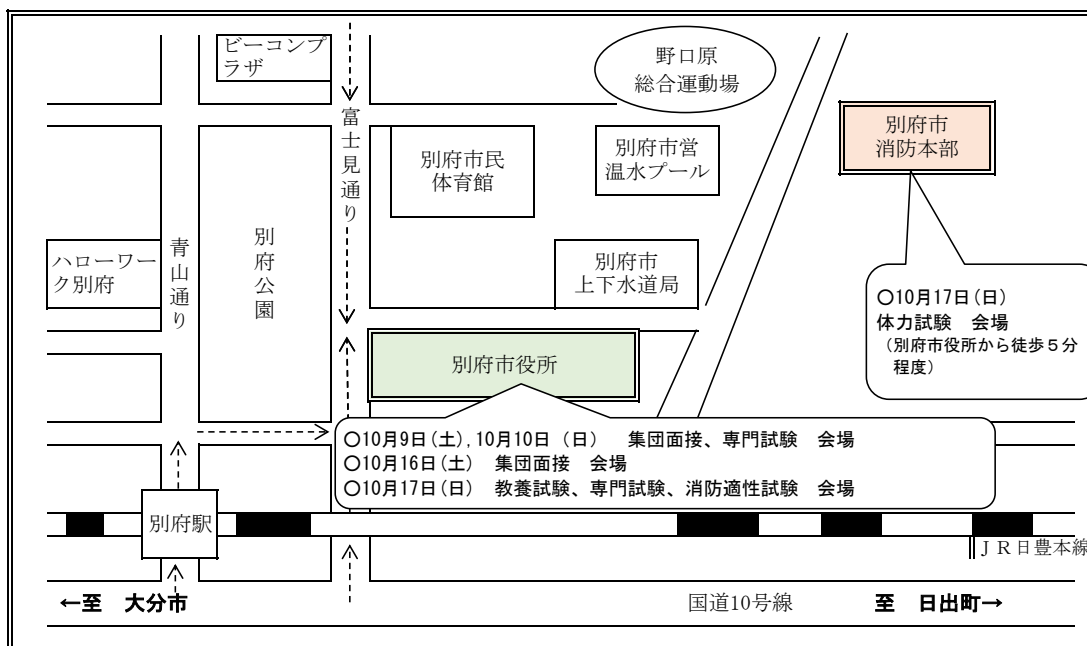 ビーコンプ
ラザ
野口原
総合運動場
富士見通り
別府市
消防本部
別府市民
体育館
別府市営
温水プール
ハローワー
ク別府
青山通り
別府公園
別府市
上下水道局
○10月17日(日)
体力試験 会場
(別府市役所から徒歩5分
程度)
別府市役所
○10月9日(土),10月10日 (日) 集団面接、専門試験 会場
○10月16日(土) 集団面接 会場
○10月17日(日) 教養試験、専門試験、消防適性試験 会場
別府駅
JR日豊本線
←至 大分市
国道10号線
至 日出町→